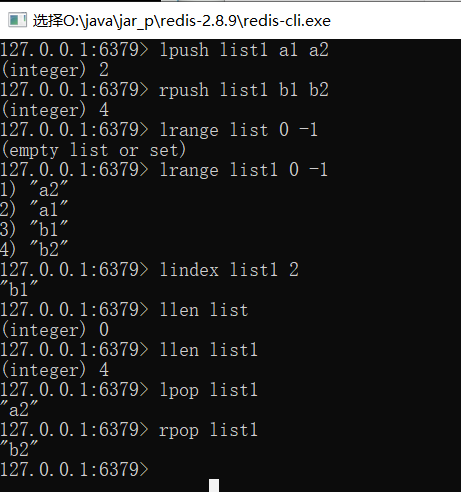 选择O:\java\jar_p\redis-2.8.9\redis-cli.exe
127.0.0.1:6379> lpush list1 a1 a2
(integer) 2
127.0.0.1:6379> rpush list1 b1 b2
(integer) 4
127.0.0.1:6379> lrange list 0 -1
(empty list or set)
127.0.0.1:6379> lrange list1 0 -1
1) "a2"
2) "a1"
3) "b1"
4) "b2"
127.0.0.1:6379> lindex list1 2
"b1"
127.0.0.1:6379> llen list
(integer) 0
127.0.0.1:6379> llen list1
(integer) 4
127.0.0.1:6379> lpop list1
"a2"
127.0.0.1:6379> rpop list1
"b2"
127.0.0.1:6379>